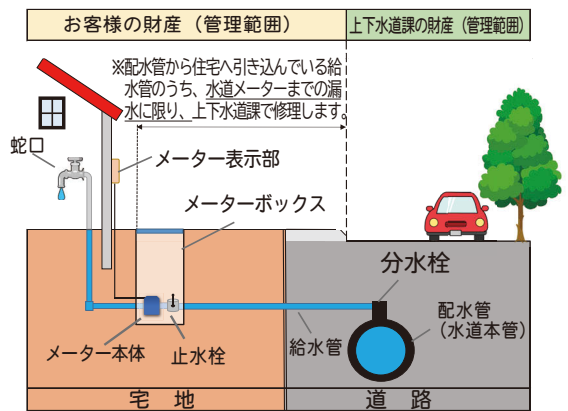 お客様の財産（管理範囲）
上下水道課の財産（管理範囲）
※配水管から住宅へ引き込んでいる給
水管のうち、水道メーターまでの漏
水に限り、上下水道課で修理します。
蛇口
メーター表示部
メーターボックス
分水栓
配水管
（水道本管）
給水管
メーター本体
止水栓
宅地
道路